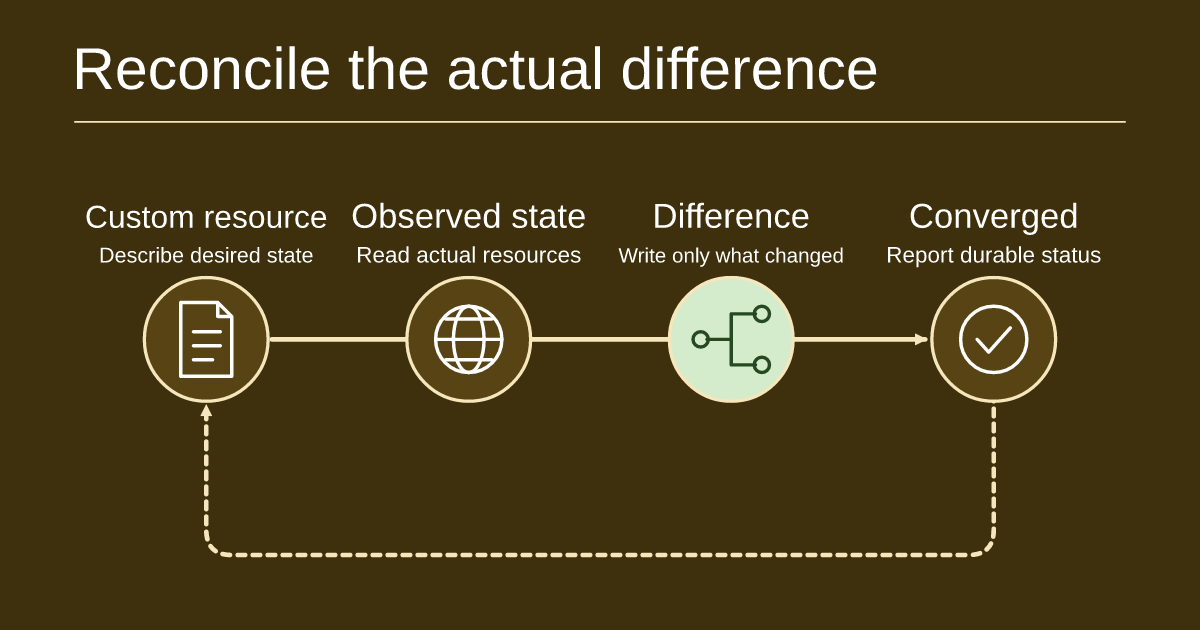 Reconcile the actual difference
Custom resource
Describe desired state
Observed state
Read actual resources
Difference
Write only what changed
Converged
Report durable status